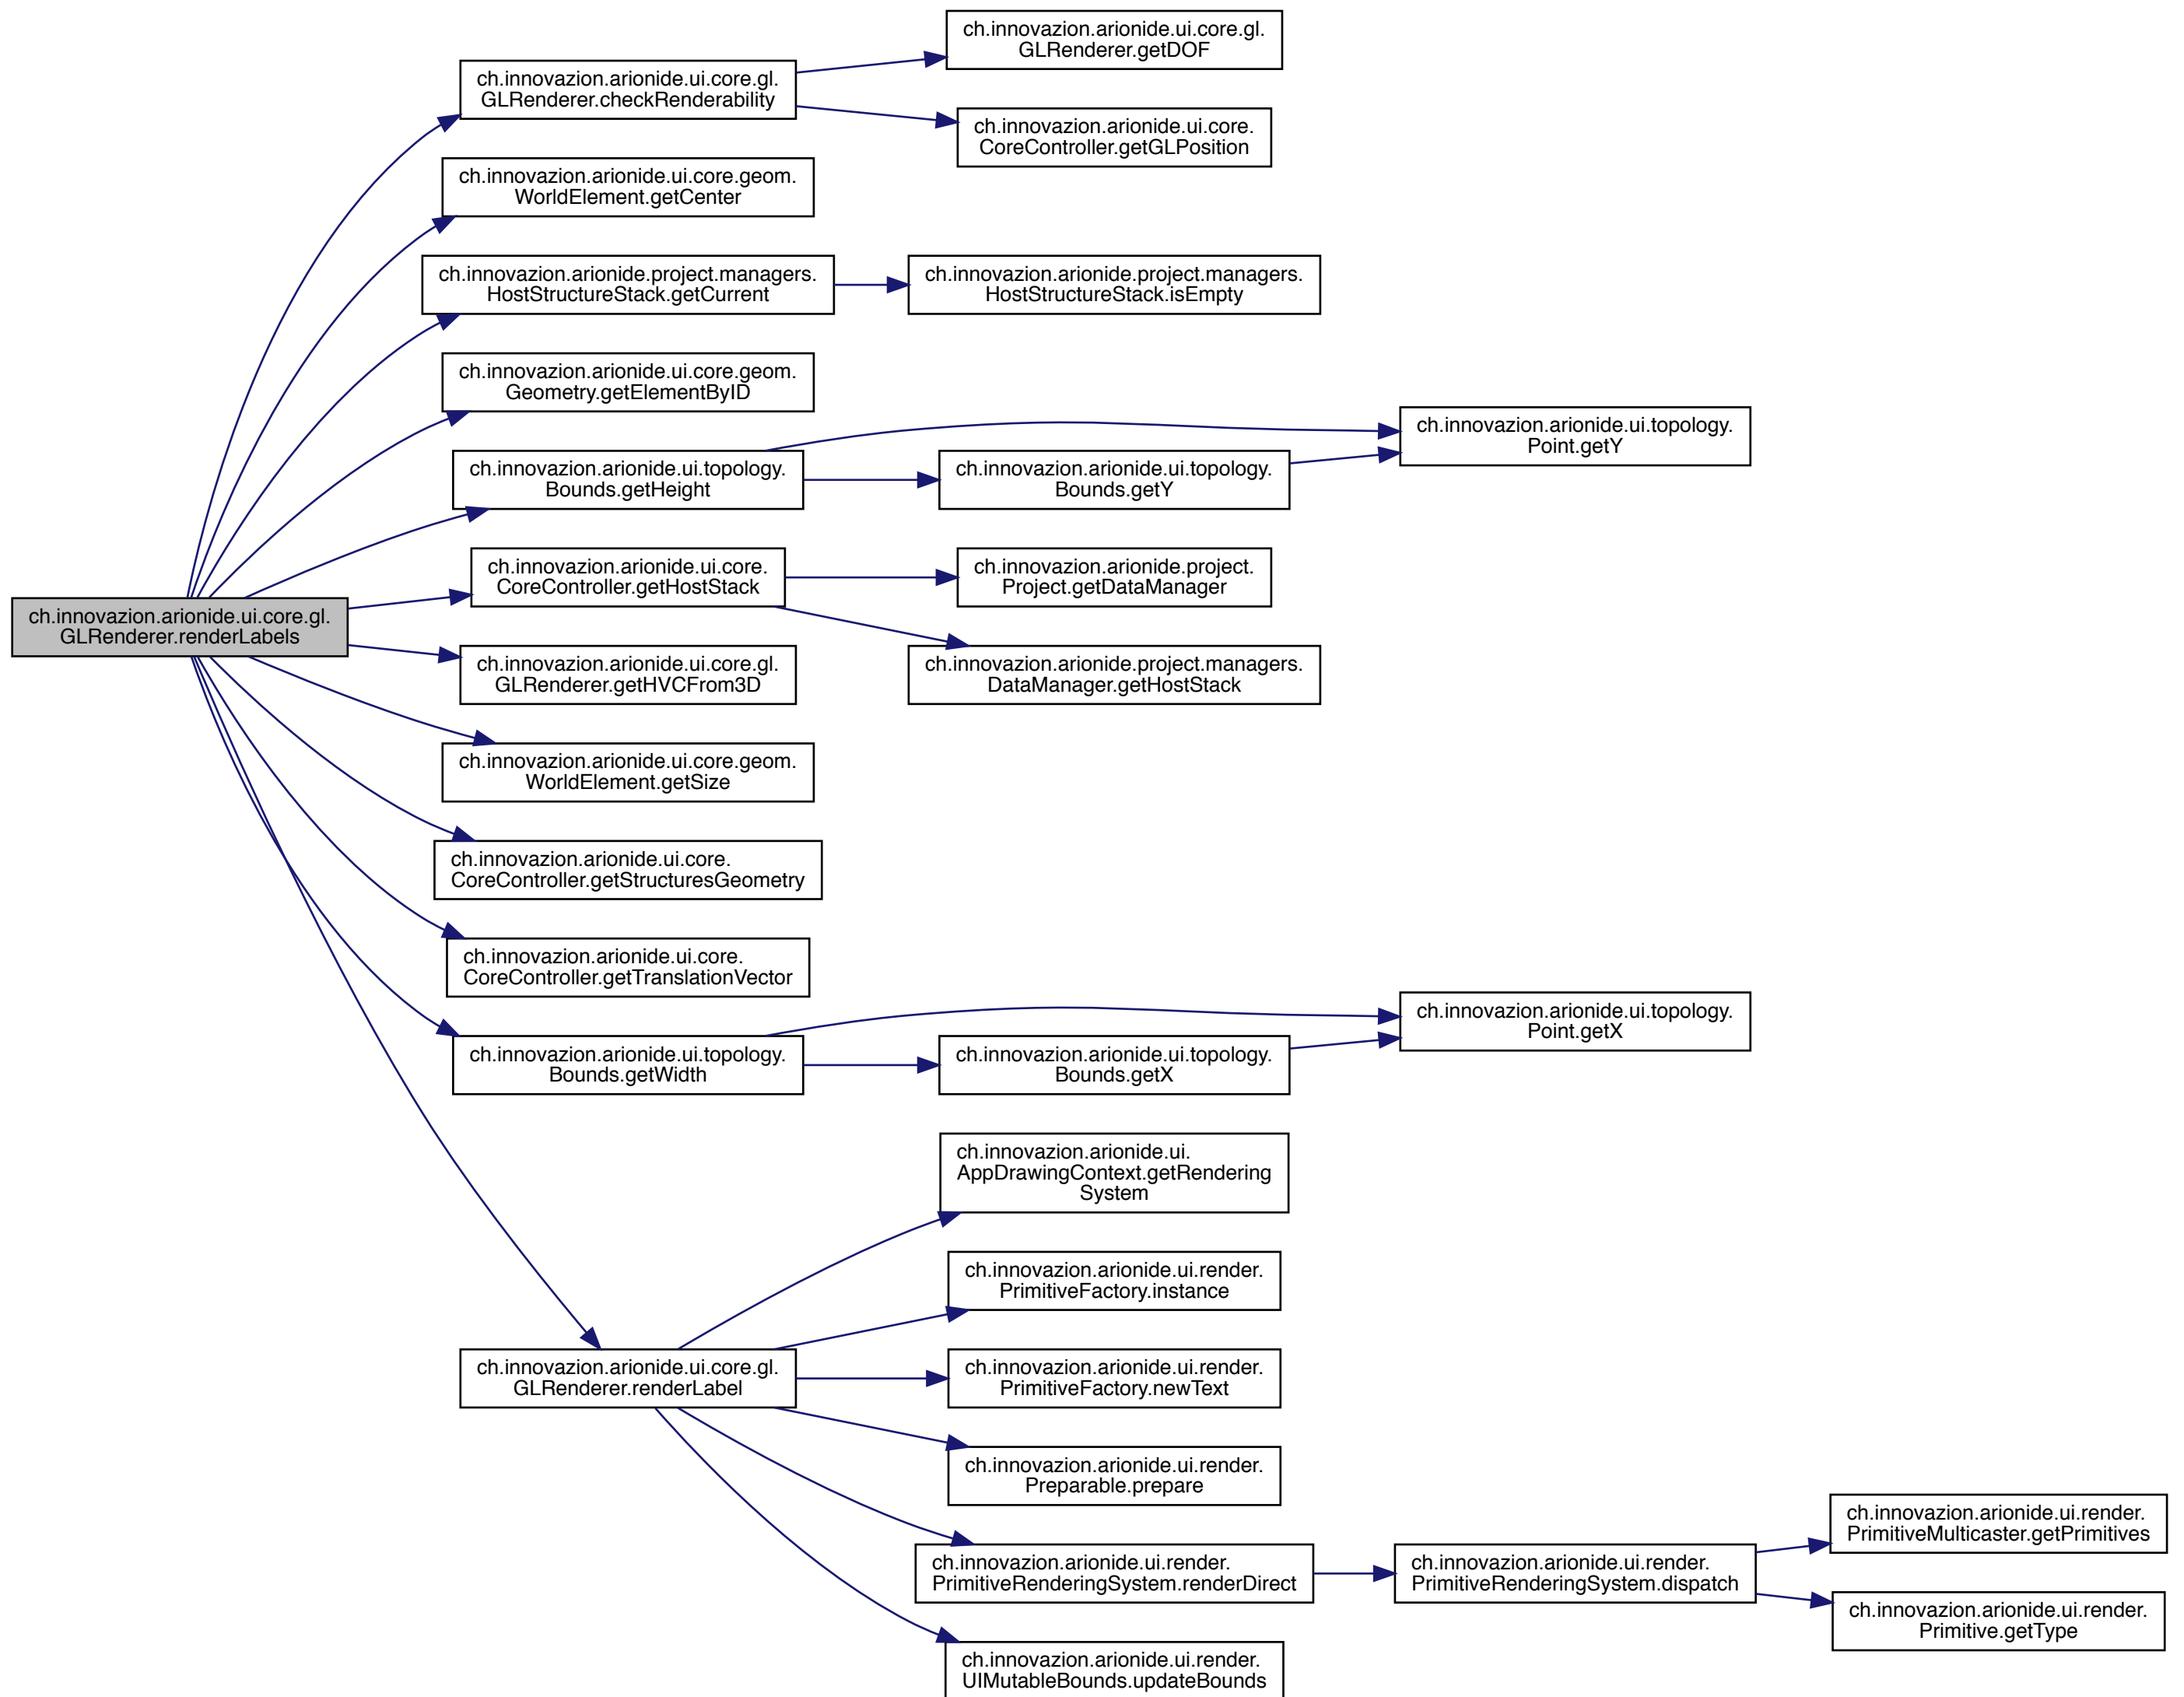 ch.innovazion.arionide.ui.core.gl.
GLRenderer.renderLabels
ch.innovazion.arionide.ui.core.gl.
GLRenderer.checkRenderability
ch.innovazion.arionide.ui.core.gl.
GLRenderer.getDOF
ch.innovazion.arionide.ui.core.
CoreController.getGLPosition
ch.innovazion.arionide.ui.core.geom.
WorldElement.getCenter
ch.innovazion.arionide.project.managers.
HostStructureStack.getCurrent
ch.innovazion.arionide.project.managers.
HostStructureStack.isEmpty
ch.innovazion.arionide.ui.core.geom.
Geometry.getElementByID
ch.innovazion.arionide.ui.topology.
Bounds.getHeight
ch.innovazion.arionide.ui.topology.
Bounds.getY
ch.innovazion.arionide.ui.topology.
Point.getY
ch.innovazion.arionide.ui.core.
CoreController.getHostStack
ch.innovazion.arionide.project.
Project.getDataManager
ch.innovazion.arionide.project.managers.
DataManager.getHostStack
ch.innovazion.arionide.ui.core.gl.
GLRenderer.getHVCFrom3D
ch.innovazion.arionide.ui.core.geom.
WorldElement.getSize
ch.innovazion.arionide.ui.core.
CoreController.getStructuresGeometry
ch.innovazion.arionide.ui.core.
CoreController.getTranslationVector
ch.innovazion.arionide.ui.topology.
Bounds.getWidth
ch.innovazion.arionide.ui.topology.
Bounds.getX
ch.innovazion.arionide.ui.topology.
Point.getX
ch.innovazion.arionide.ui.core.gl.
GLRenderer.renderLabel
ch.innovazion.arionide.ui.
AppDrawingContext.getRendering
System
ch.innovazion.arionide.ui.render.
PrimitiveFactory.instance
ch.innovazion.arionide.ui.render.
PrimitiveFactory.newText
ch.innovazion.arionide.ui.render.
Preparable.prepare
ch.innovazion.arionide.ui.render.
PrimitiveRenderingSystem.renderDirect
ch.innovazion.arionide.ui.render.
PrimitiveRenderingSystem.dispatch
ch.innovazion.arionide.ui.render.
PrimitiveMulticaster.getPrimitives
ch.innovazion.arionide.ui.render.
Primitive.getType
ch.innovazion.arionide.ui.render.
UIMutableBounds.updateBounds